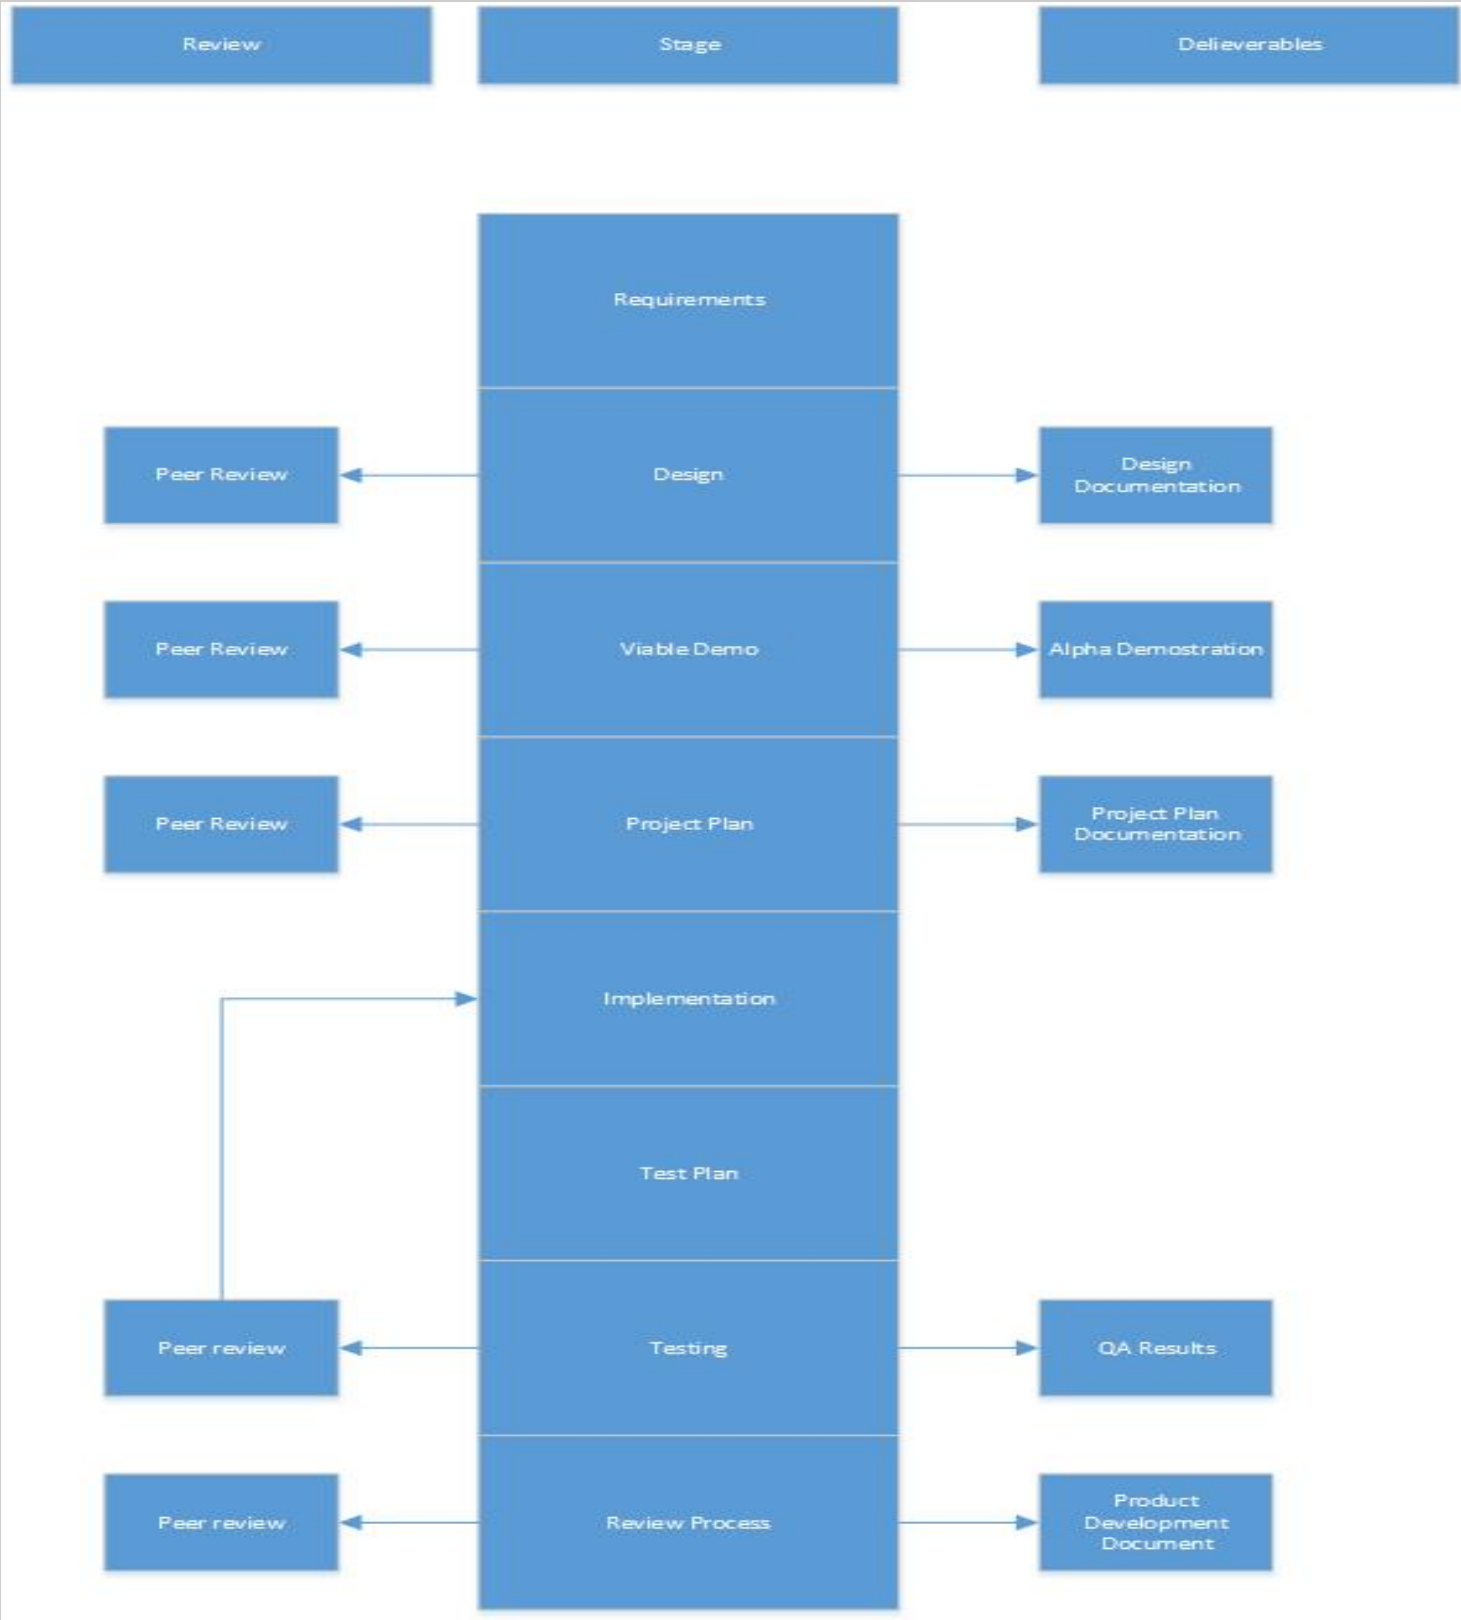 Review
Stage
Delieverables
Requirements
Peer Review
Design
Design
Documentation
Peer Review
Viable Demo
Alpha Demostration
Peer Review
Project Plan
Project Plan
Documentation
Implementation
Test Plan
Peer review
Testing
QA Results
Peer review
Review Process
Product
Development
Document